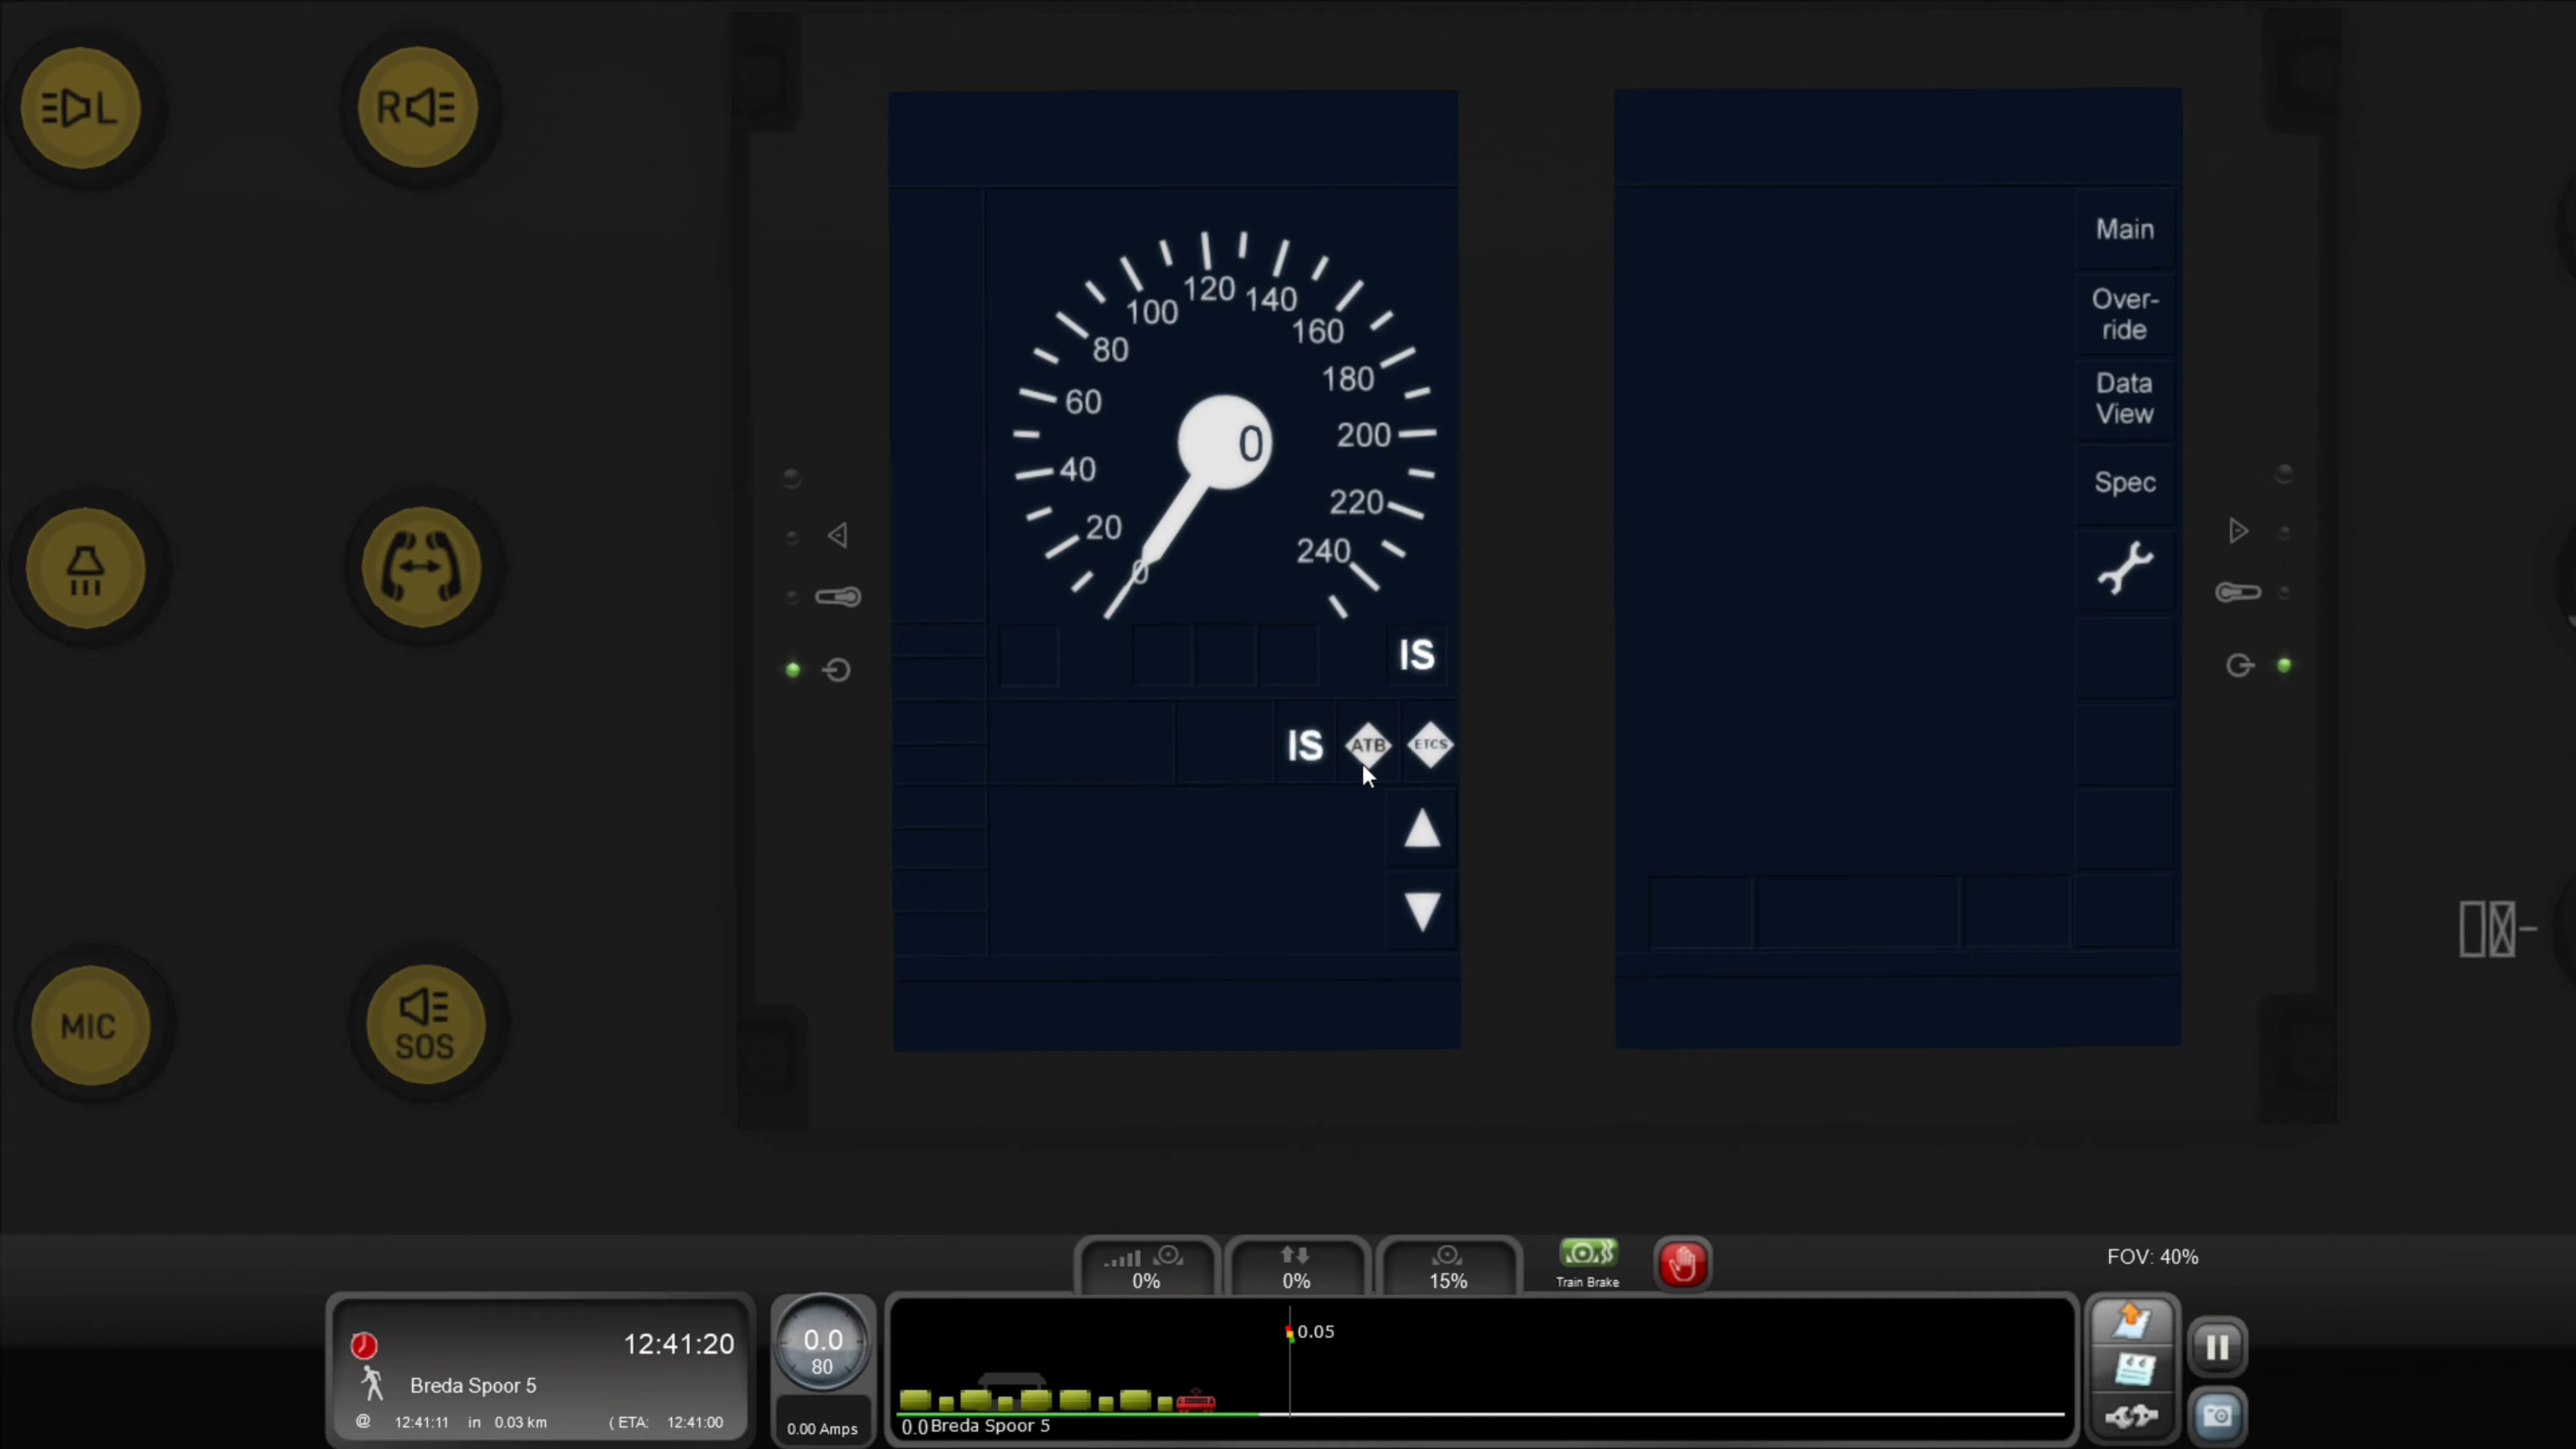 L
R
MIC
SOS
0
20
40
60
80
100
120
140
160
180
200
220
240
0
IS
IS
ATB
ETCS
Main
Over-
ride
Data
View
Spec
0%
0%
15%
Train Brake
FOV: 40%
12:41:20
Breda Spoor 5
@ 12:41:11 in 0.03 km ( ETA: 12:41:00
0.0
80
0.00 Amps
0.05
0.0 Breda Spoor 5